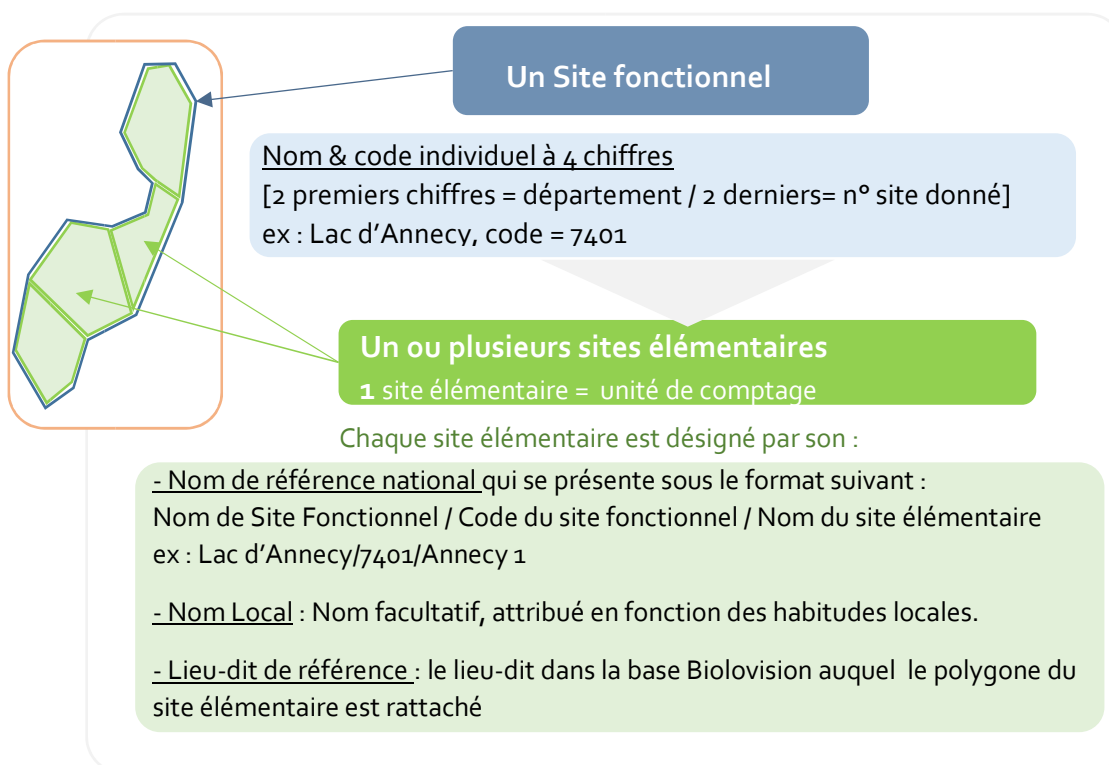 Un Site fonctionnel
Nom & code individuel à 4 chiffres
[2 premiers chiffres = département / 2 derniers= n° site donné]
ex : Lac d’Annecy, code = 7401
Un ou plusieurs sites élémentaires
1 site élémentaire = unité de comptage
Chaque site élémentaire est désigné par son :
- Nom de référence national qui se présente sous le format suivant :
Nom de Site Fonctionnel / Code du site fonctionnel / Nom du site élémentaire
ex : Lac d’Annecy/7401/Annecy 1
- Nom Local : Nom facultatif, attribué en fonction des habitudes locales.
- Lieu-dit de référence : le lieu-dit dans la base Biolovision auquel le polygone du
site élémentaire est rattaché